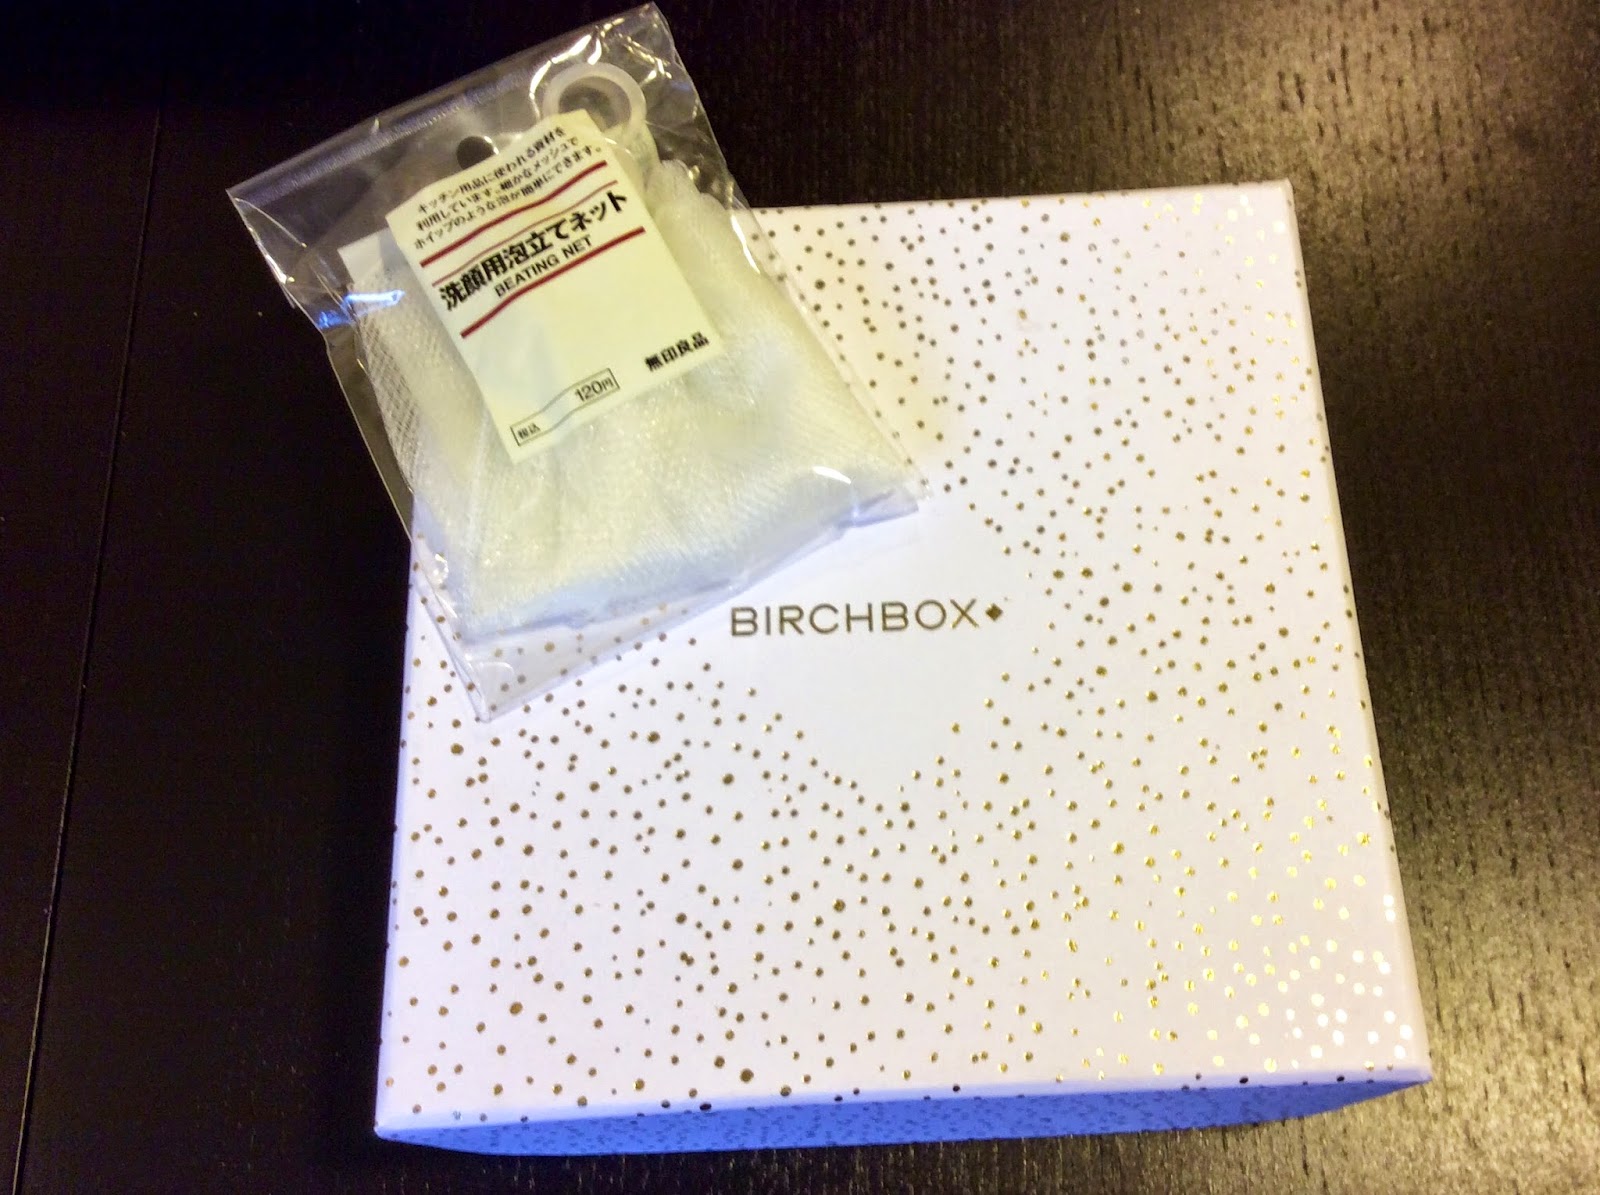 キッチン用品に使われる資材を
利用しています。細かなメッシュで
ホイップのような泡が簡単にできます。
洗顔用泡立てネット
BEATING NET
無印良品
税込 120円
BIRCHBOX